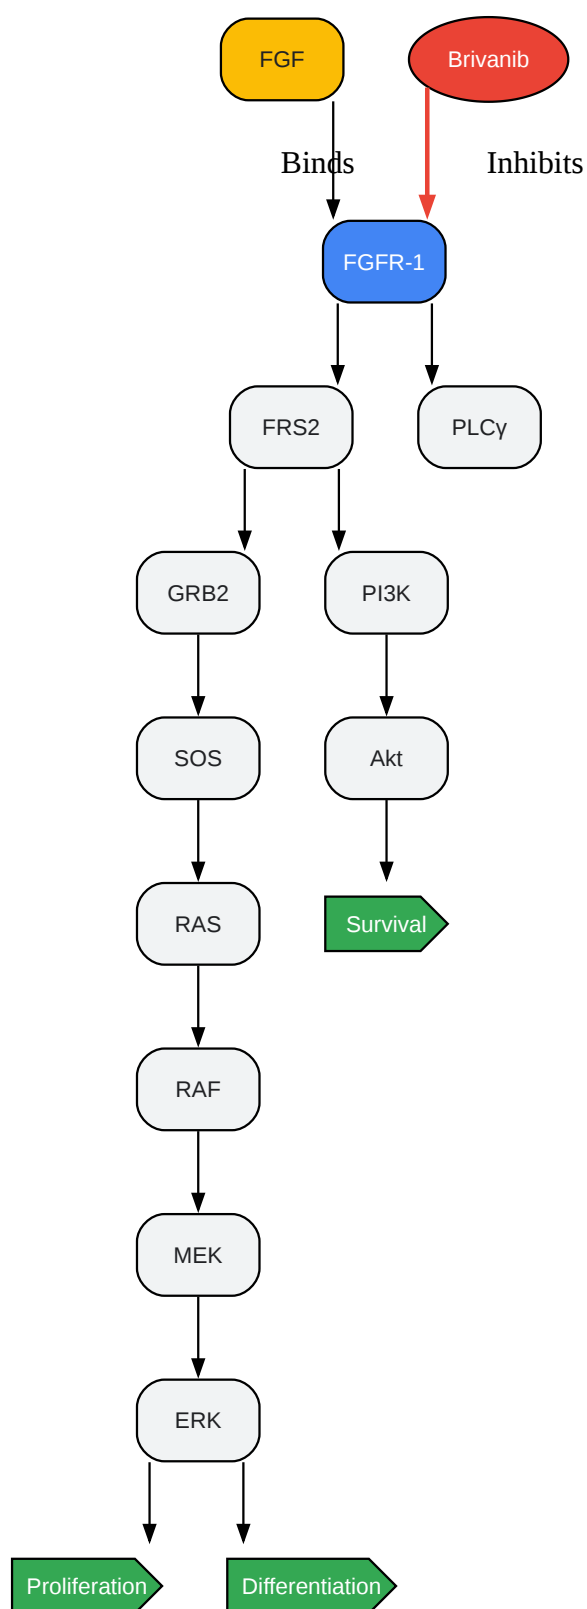 FGF
Brivanib
Binds
Inhibits
FGFR-1
FRS2
PLCγ
GRB2
PI3K
SOS
Akt
RAS
Survival
RAF
MEK
ERK
Proliferation
Differentiation